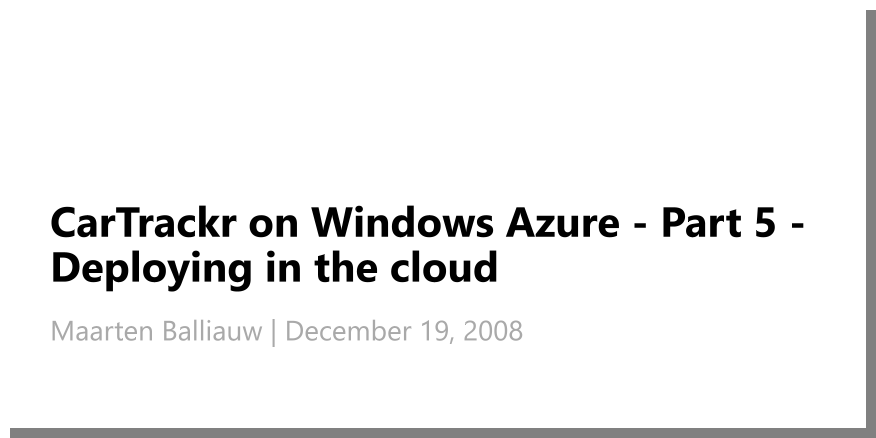 CarTrackr on Windows Azure - Part 5 -
Deploying in the cloud
Maarten Balliauw | December 19, 2008